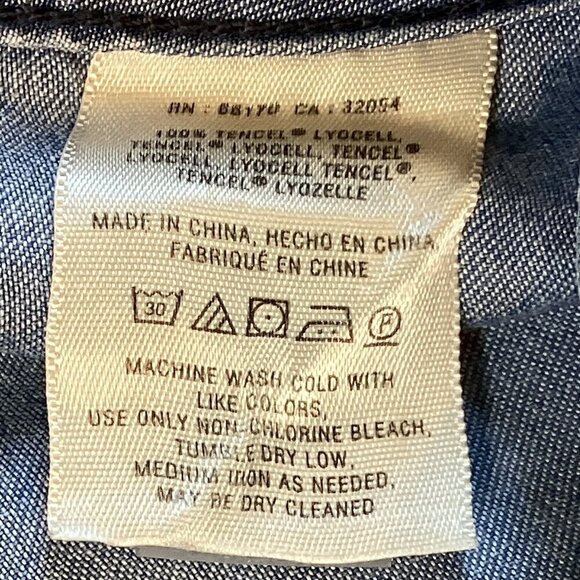 RN : 66170 CA : 32054
100% TENCEL® LYOCELL,
TENCEL® LYOCELL, TENCEL®
LYOCELL, LYOCELL TENCEL®,
TENCEL® LYOZELLE
MADE IN CHINA, HECHO EN CHINA
FABRIQUÉ EN CHINE
30
P
MACHINE WASH COLD WITH
LIKE COLORS,
USE ONLY NON-CHLORINE BLEACH,
TUMBLE DRY LOW,
MEDIUM IRON AS NEEDED,
MAY BE DRY CLEANED